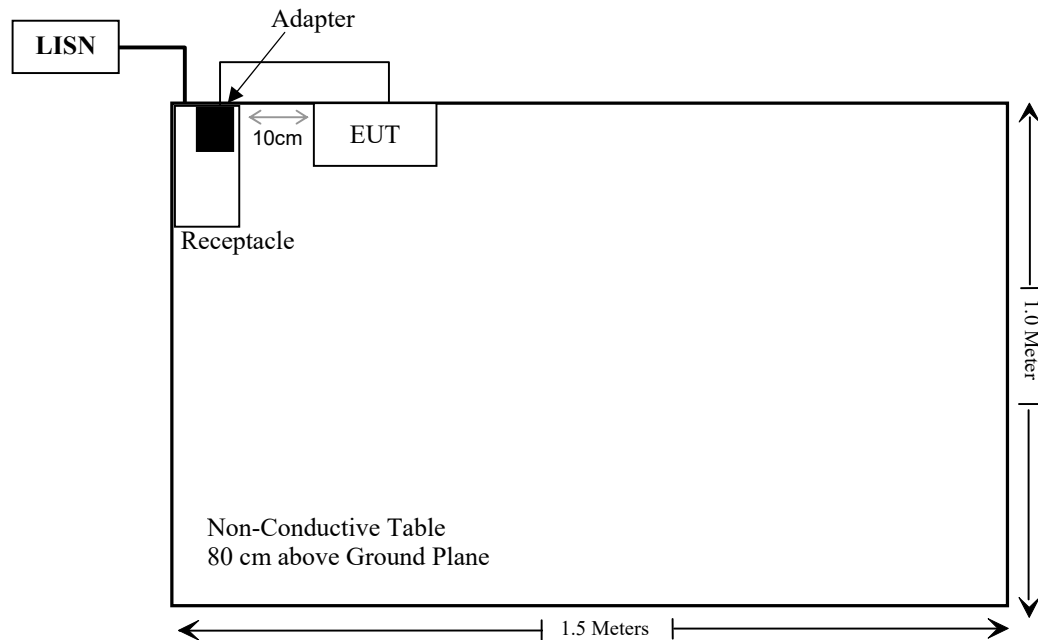 Adapter
LISN
10cm
EUT
Receptacle
1.0 Meter
Non-Conductive Table
80 cm above Ground Plane
1.5 Meters